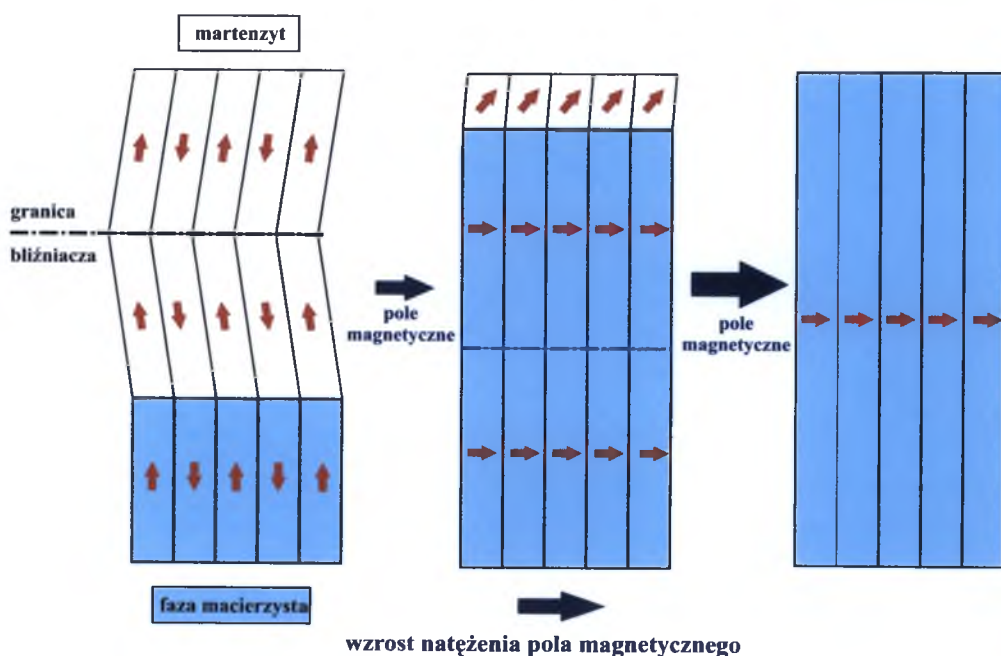 martenzyt
granica
bliźniacza
pole
magnetyczne
pole
magnetyczne
faza macierzysta
wzrost natężenia pola magnetycznego